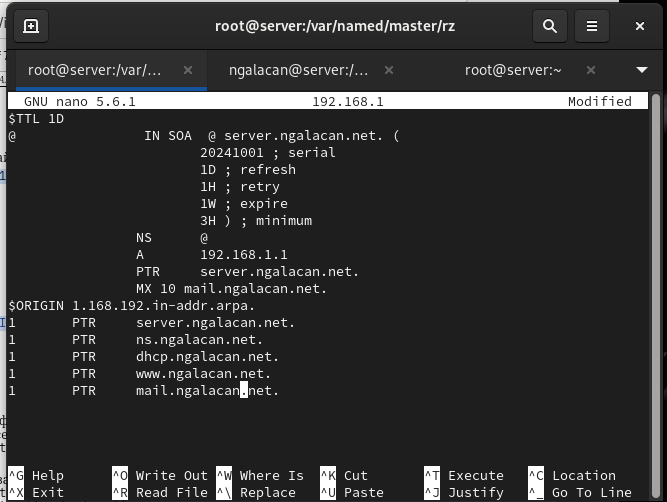 root@server:/var/named/master/rz
root@server:/var/... ngalacan@server:/... root@server:~
GNU nano 5.6.1 192.168.1 Modified
$TTL 1D
@ IN SOA @ server.ngalacan.net. (
20241001 ; serial
1D ; refresh
1H ; retry
1W ; expire
3H ) ; minimum
NS @
A 192.168.1.1
PTR server.ngalacan.net.
MX 10 mail.ngalacan.net.
$ORIGIN 1.168.192.in-addr.arpa.
1 PTR server.ngalacan.net.
1 PTR ns.ngalacan.net.
1 PTR dhcp.ngalacan.net.
1 PTR www.ngalacan.net.
1 PTR mail.ngalacan.net.
^G Help ^O Write Out ^W Where Is ^K Cut ^T Execute ^C Location
^X Exit ^R Read File ^\ Replace ^U Paste ^J Justify ^_ Go To Line